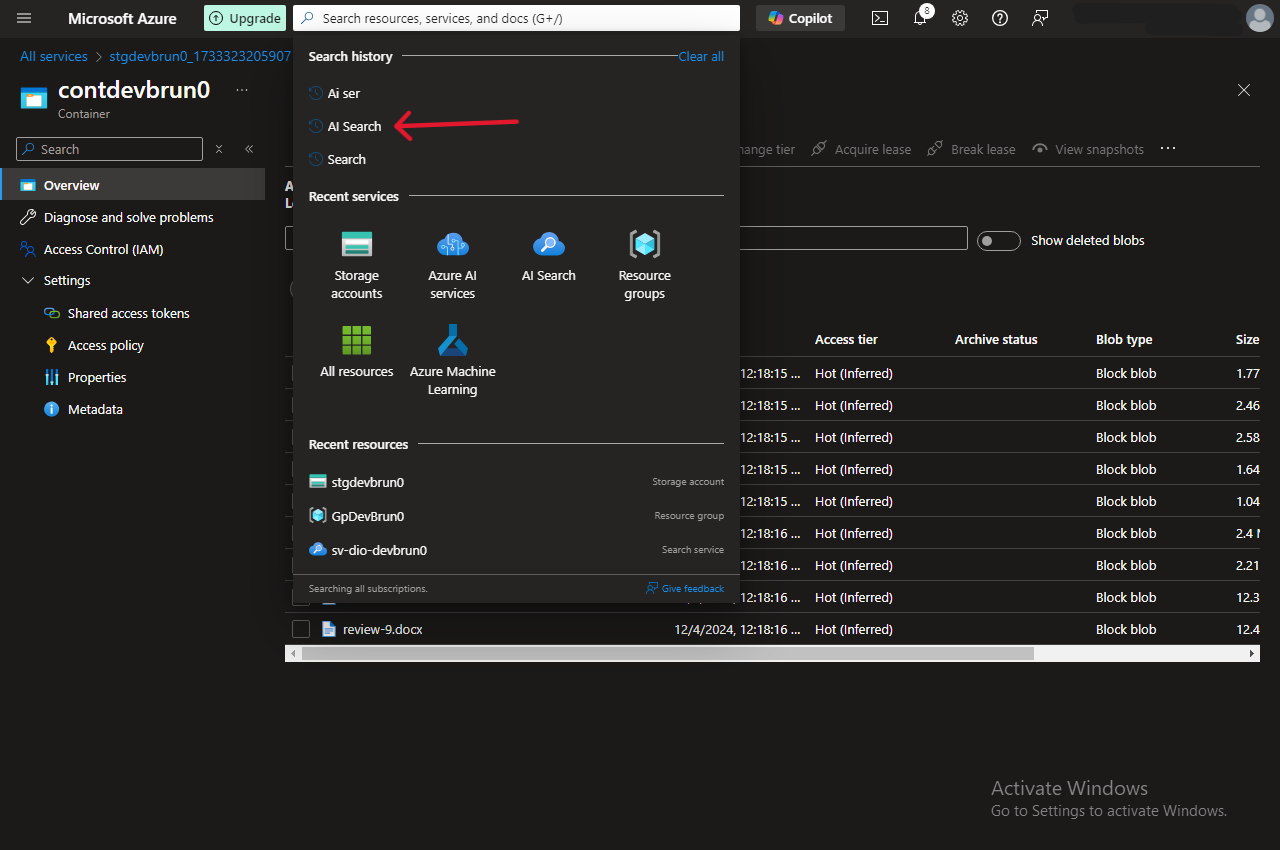 Microsoft Azure
Upgrade
Search resources, services, and docs (G+/)
Copilot
8
All services > stgdevbrun0_1733323205907
contdevbrun0 ...
Container
Search
Overview
Diagnose and solve problems
Access Control (IAM)
Settings
Shared access tokens
Access policy
Properties
Metadata
Search history
Clear all
Ai ser
AI Search
Search
Recent services
Storage
accounts
Azure AI
services
AI Search
Resource
groups
All resources
Azure Machine
Learning
Recent resources
stgdevbrun0 Storage account
GpDevBrun0 Resource group
sv-dio-devbrun0 Search service
Searching all subscriptions.
Give feedback
hange tier Acquire lease Break lease View snapshots ...
Show deleted blobs
Access tier Archive status Blob type Size
12:18:15 ... Hot (Inferred) Block blob 1.77
12:18:15 ... Hot (Inferred) Block blob 2.46
12:18:15 ... Hot (Inferred) Block blob 2.58
12:18:15 ... Hot (Inferred) Block blob 1.64
12:18:15 ... Hot (Inferred) Block blob 1.04
12:18:16 ... Hot (Inferred) Block blob 2.4
12:18:16 ... Hot (Inferred) Block blob 2.21
12:18:16 ... Hot (Inferred) Block blob 12.3
review-9.docx 12/4/2024, 12:18:16 ... Hot (Inferred) Block blob 12.4
Activate Windows
Go to Settings to activate Windows.